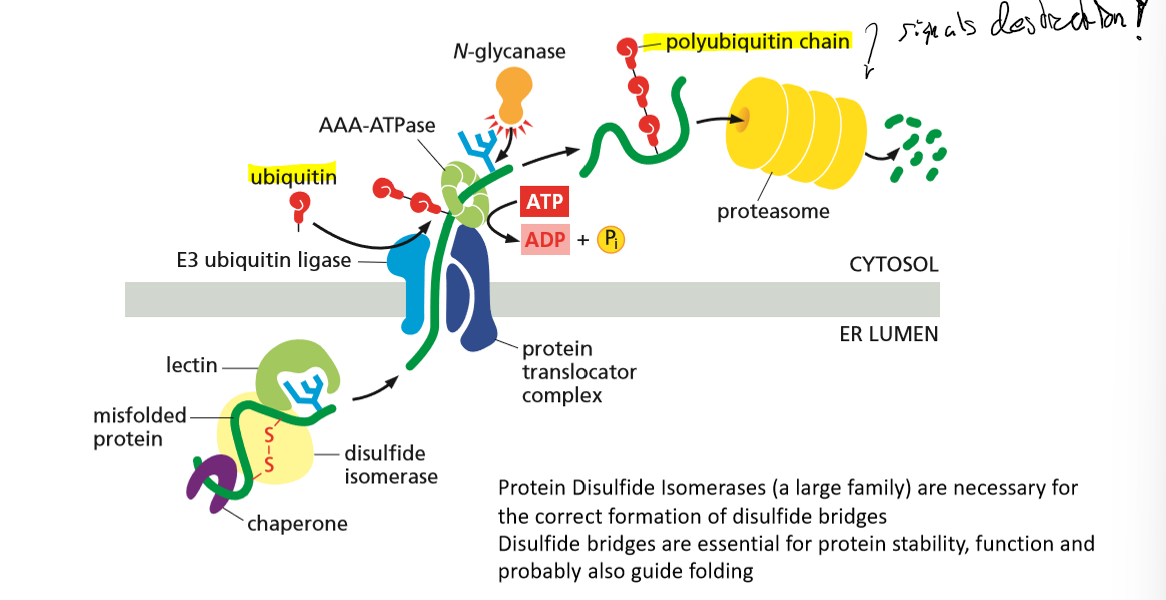 signals destruction!
polyubiquitin chain
N-glycanase
AAA-ATPase
ubiquitin
ATP
proteasome
ADP + Pi
E3 ubiquitin ligase
CYTOSOL
ER LUMEN
protein
translocator
complex
lectin
misfolded
protein
S
S
disulfide
isomerase
chaperone
Protein Disulfide Isomerases (a large family) are necessary for
the correct formation of disulfide bridges
Disulfide bridges are essential for protein stability, function and
probably also guide folding